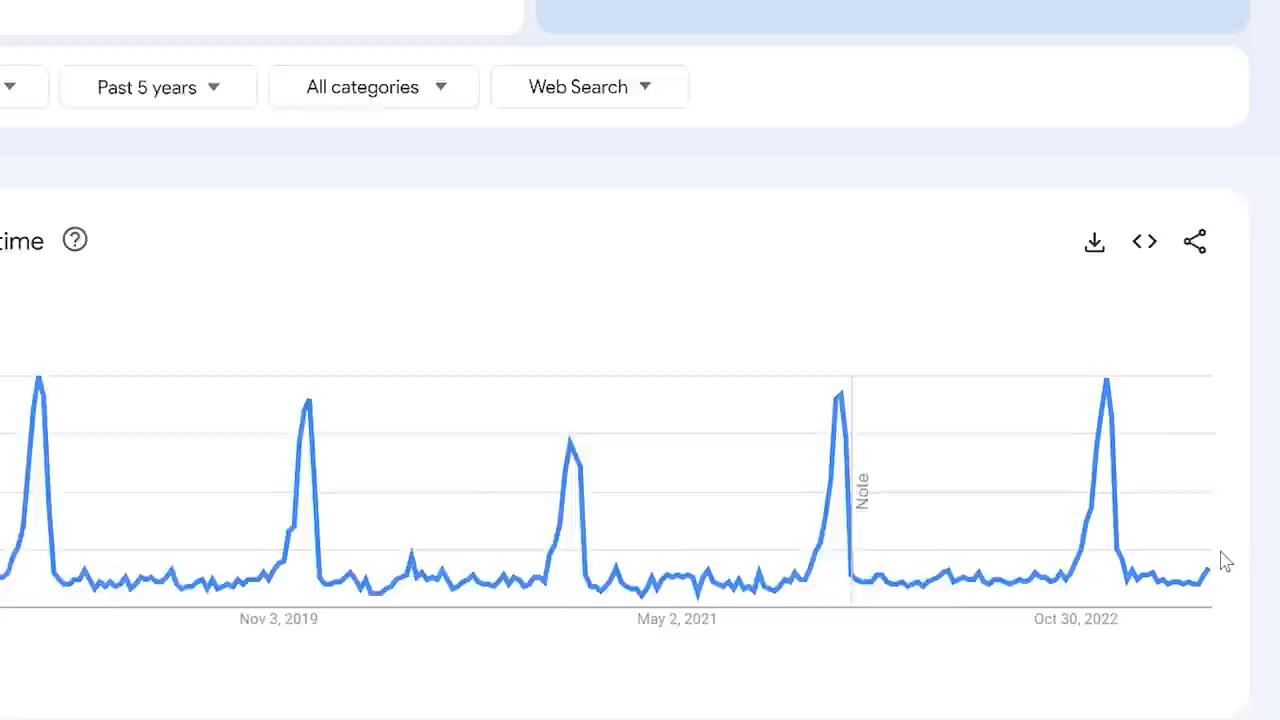 Past 5 years
All categories
Web Search
time
Note
Nov 3, 2019
May 2, 2021
Oct 30, 2022